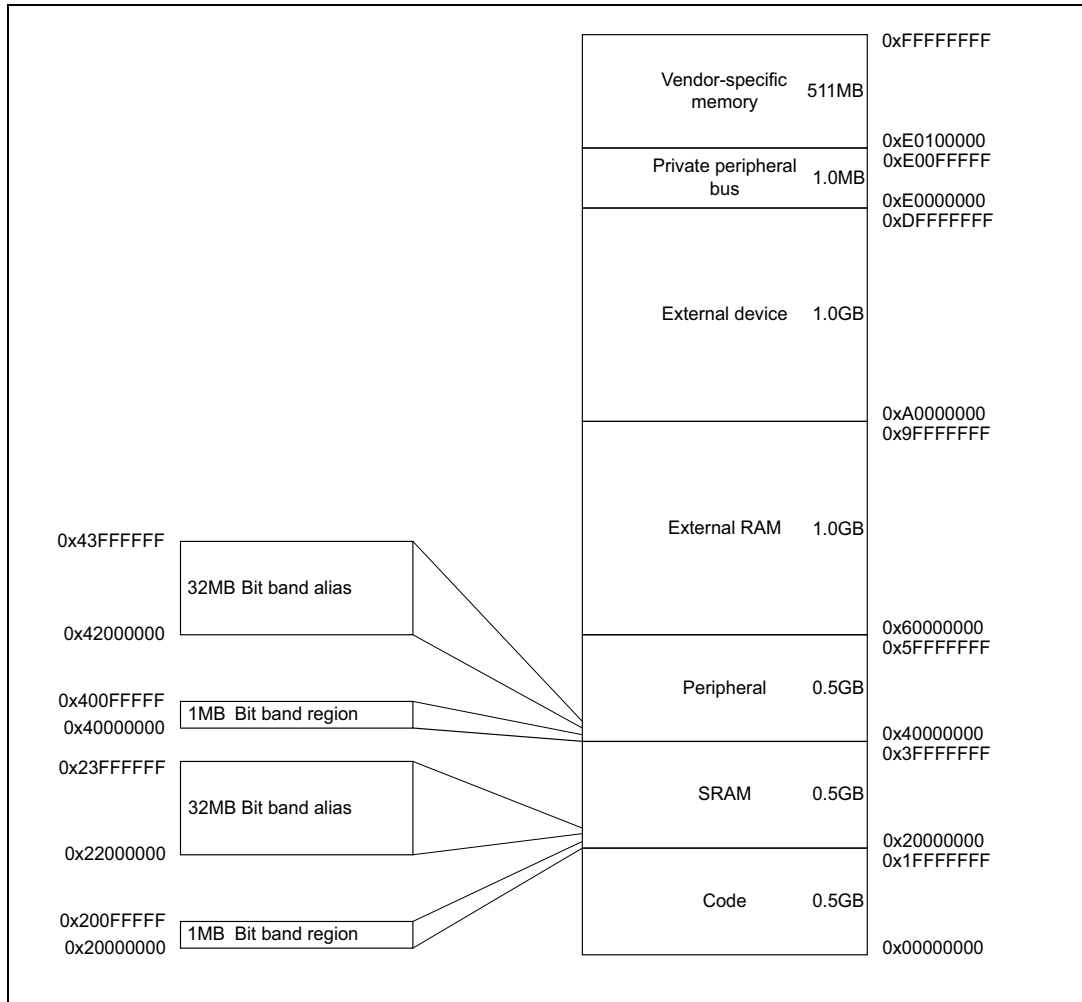 0xFFFFFFFF
Vendor-specific
memory
511MB
0xE0100000
0xE00FFFFF
Private peripheral
bus
1.0MB
0xE0000000
0xDFFFFFFF
External device
1.0GB
0xA0000000
0x9FFFFFFF
External RAM
1.0GB
0x60000000
0x5FFFFFFF
Peripheral
0.5GB
0x40000000
0x3FFFFFFF
SRAM
0.5GB
0x20000000
0x1FFFFFFF
Code
0.5GB
0x00000000
0x43FFFFFF
32MB Bit band alias
0x42000000
0x400FFFFF
1MB Bit band region
0x40000000
0x23FFFFFF
32MB Bit band alias
0x22000000
0x200FFFFF
1MB Bit band region
0x20000000